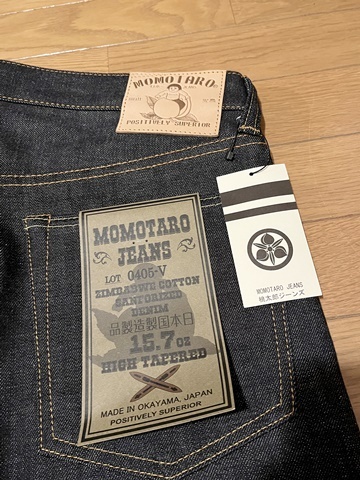 MOMOTARO
POSITIVELY SUPERIOR
MOMOTARO
JEANS
LOT 0405-V
ZIMBABWE COTTON
SANFORIZED
DENIM
品製造製国本日
15.7oz
HIGH TAPERED
MADE IN OKAYAMA, JAPAN
POSITIVELY SUPERIOR
MOMOTARO JEANS
桃太郎ジーンズ